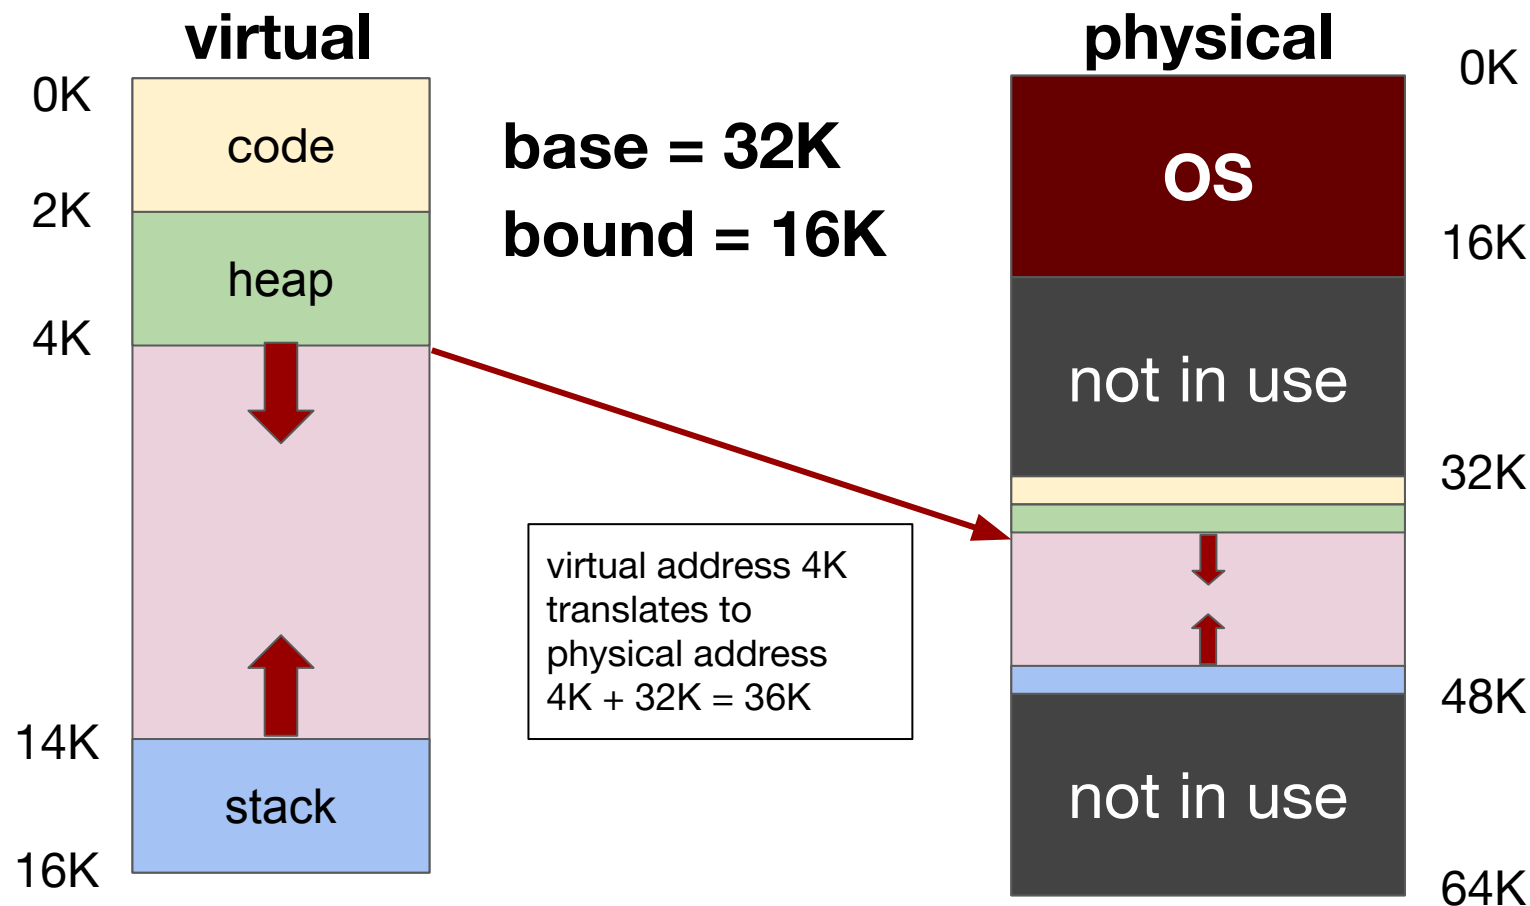 virtual
0K
code
2K
heap
4K
14K
stack
16K
base = 32K
bound = 16K
virtual address 4K
translates to
physical address
4K + 32K = 36K
physical
0K
OS
16K
not in use
32K
48K
not in use
64K